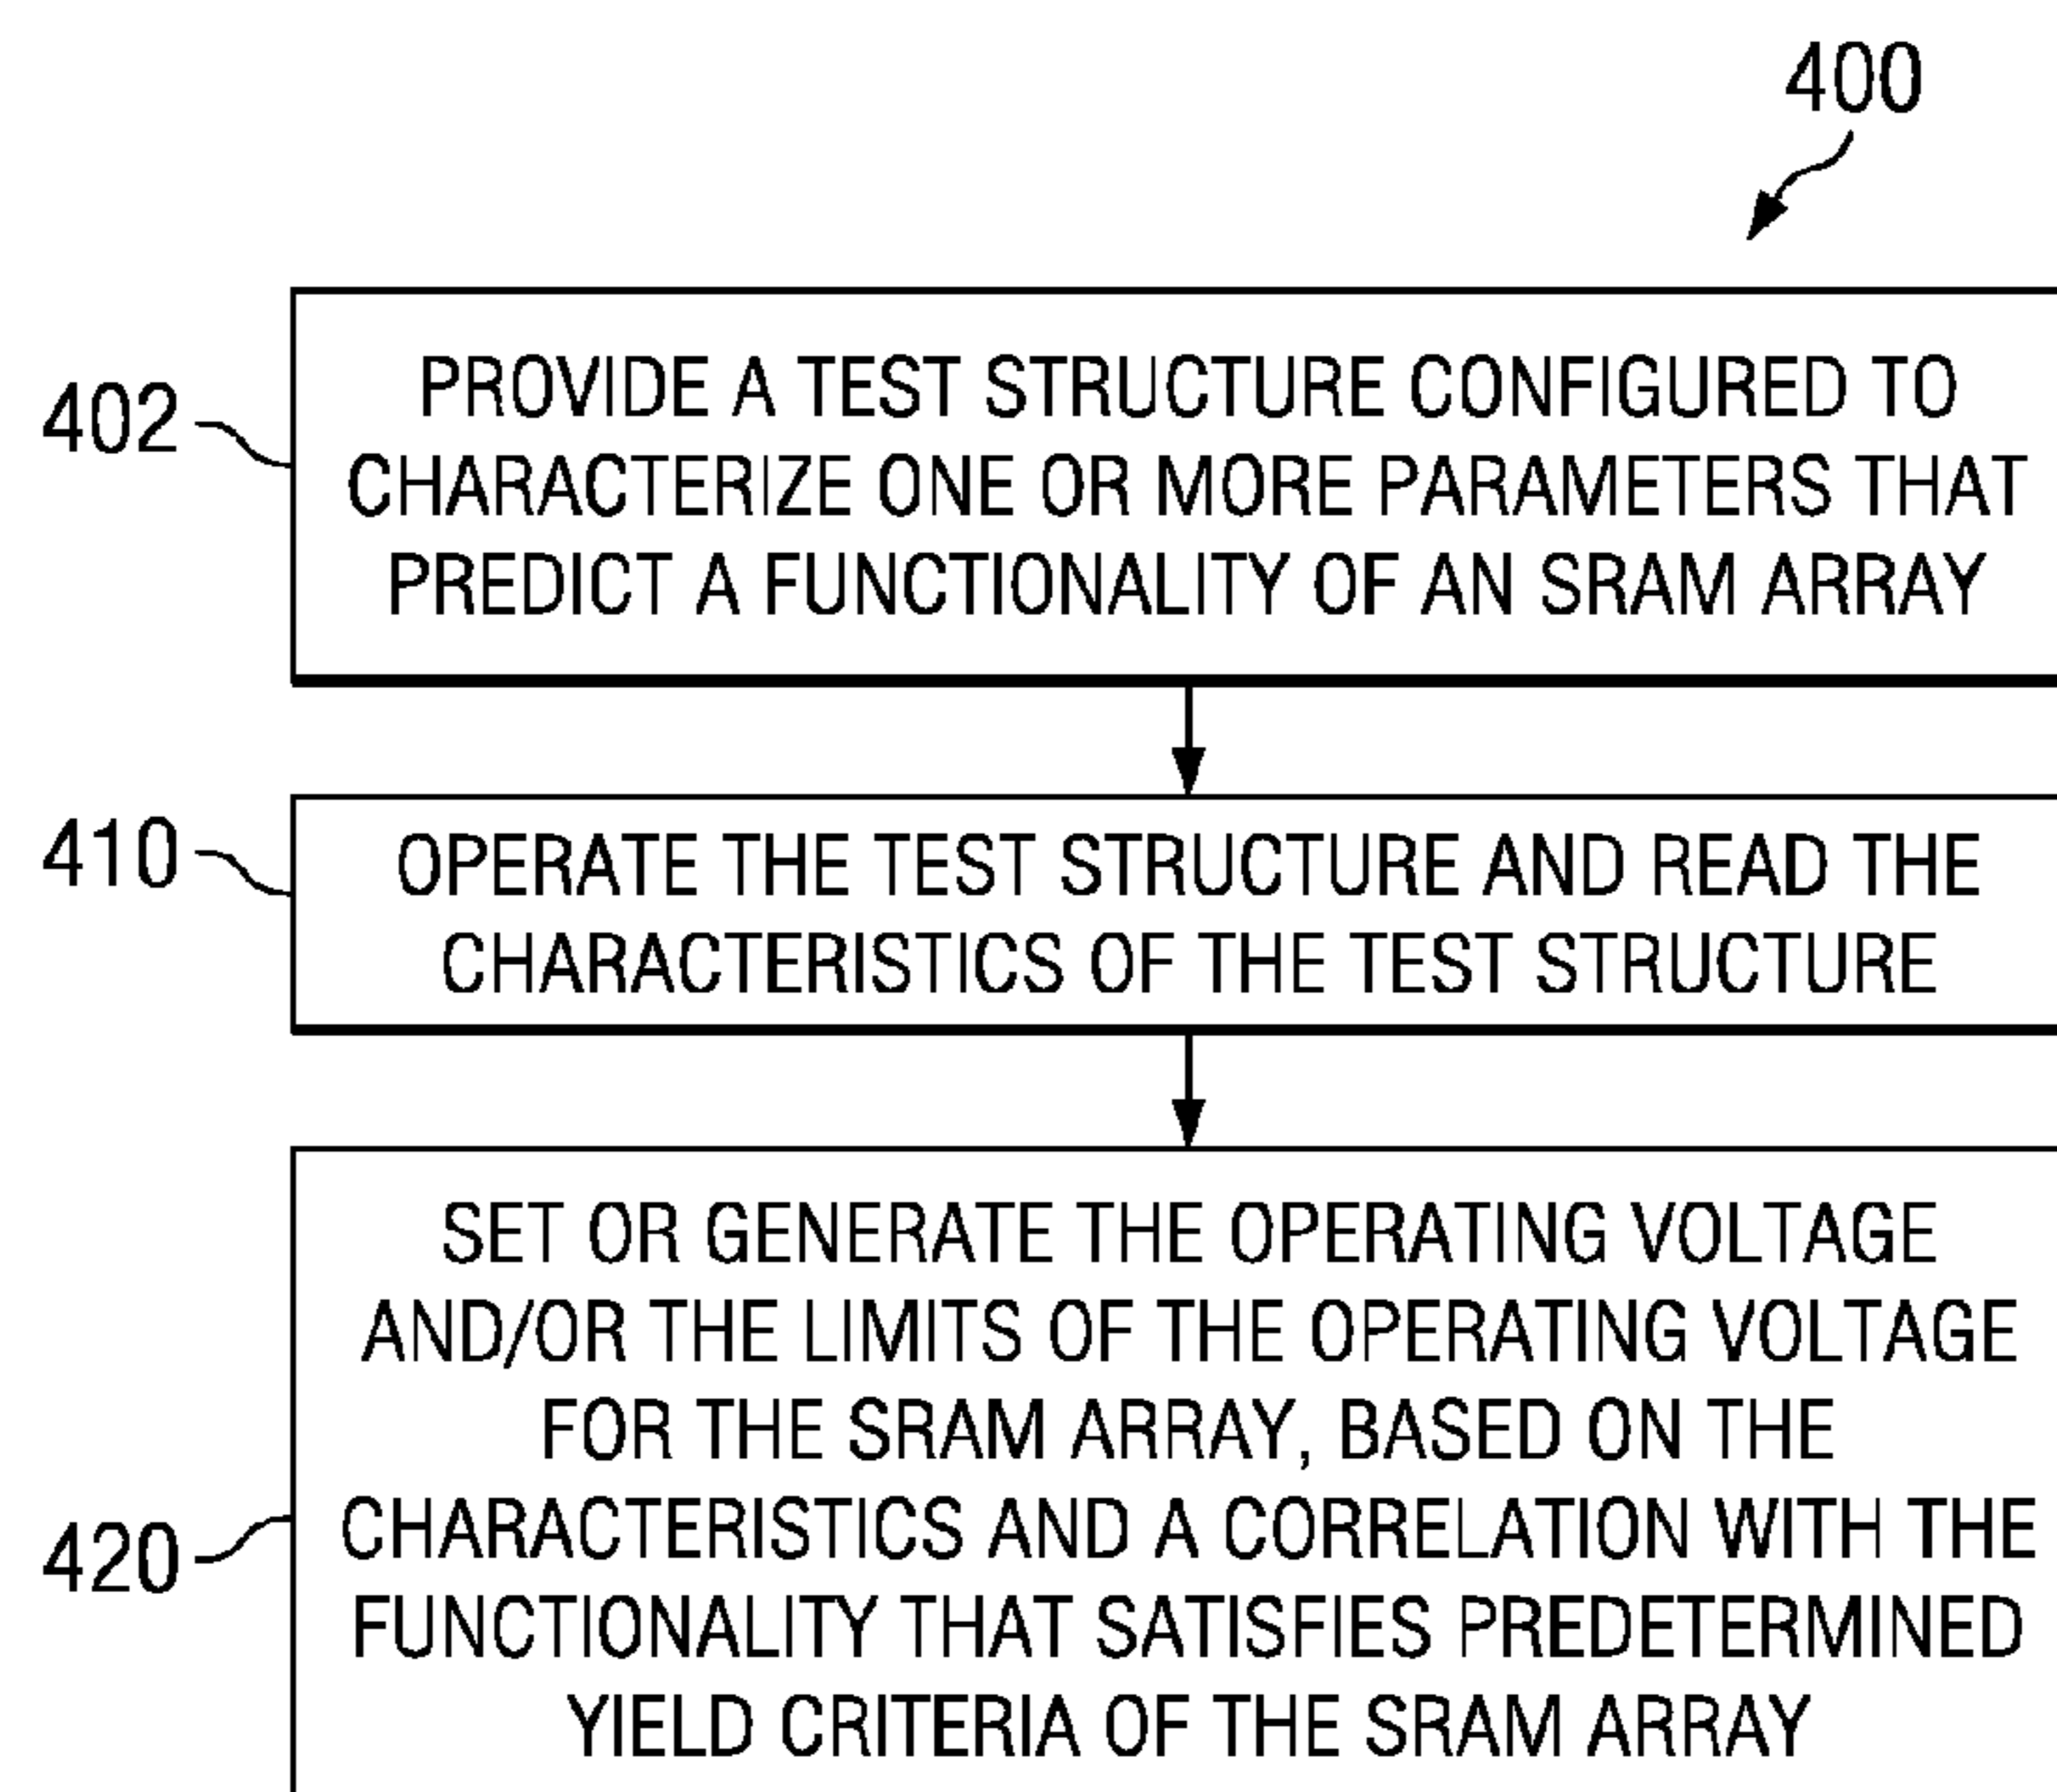 400
402
PROVIDE A TEST STRUCTURE CONFIGURED TO
CHARACTERIZE ONE OR MORE PARAMETERS THAT
PREDICT A FUNCTIONALITY OF AN SRAM ARRAY
410
OPERATE THE TEST STRUCTURE AND READ THE
CHARACTERISTICS OF THE TEST STRUCTURE
420
SET OR GENERATE THE OPERATING VOLTAGE
AND/OR THE LIMITS OF THE OPERATING VOLTAGE
FOR THE SRAM ARRAY, BASED ON THE
CHARACTERISTICS AND A CORRELATION WITH THE
FUNCTIONALITY THAT SATISFIES PREDETERMINED
YIELD CRITERIA OF THE SRAM ARRAY